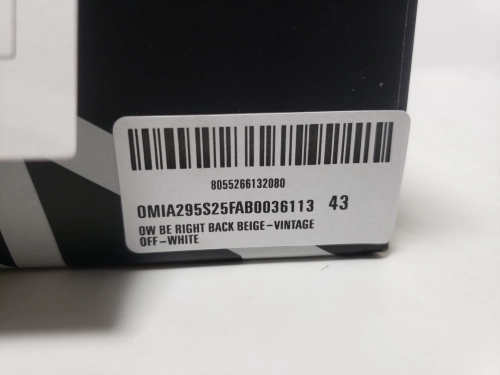 8055266132080
OMIA295S25FAB0036113 43
OW BE RIGHT BACK BEIGE-VINTAGE
OFF-WHITE